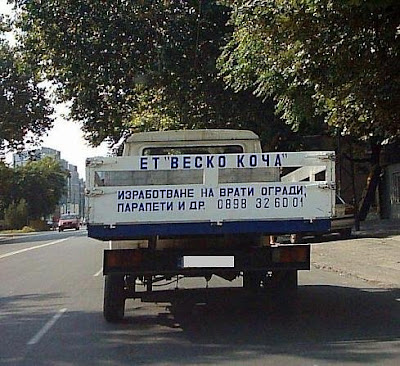 ЕТ "ВЕСКО КОЧА"
ИЗРАБОТВАНЕ НА ВРАТИ ОГРАДИ,
ПАРАПЕТИ И ДР. 0898 32 60 01